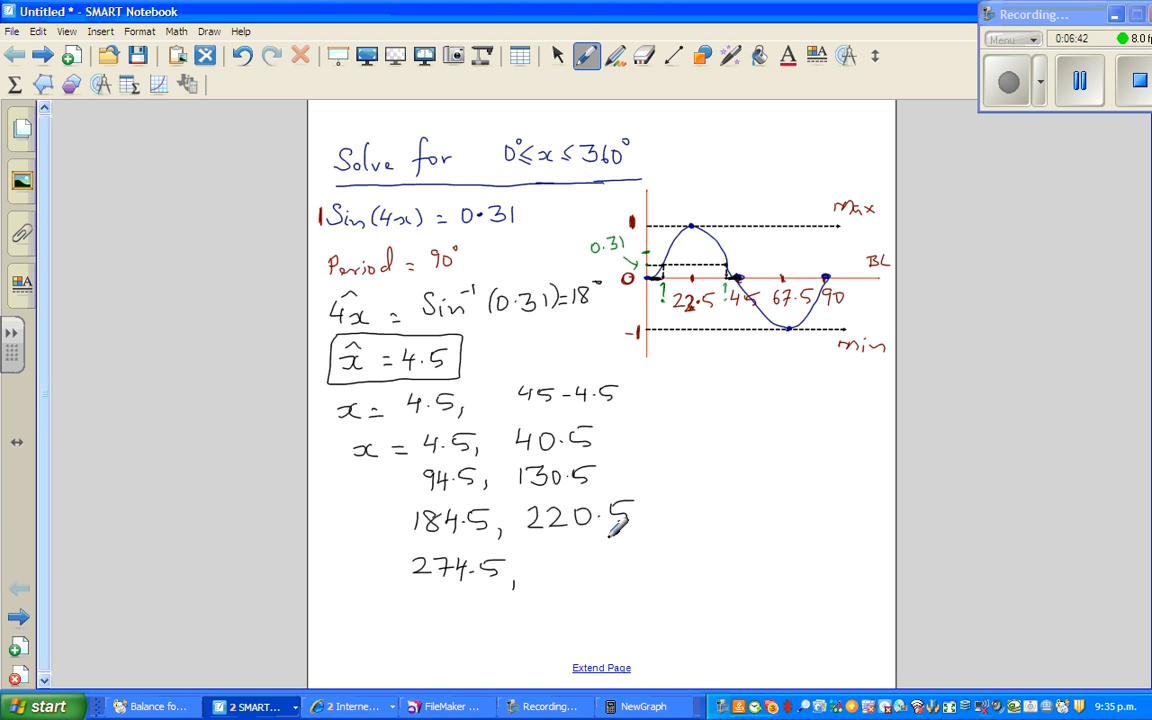 Untitled * - SMART Notebook
Recording...
File Edit View Insert Format Math Draw Help
Menu
0:06:42
8.0 f
Solve for 0° ≤ x ≤ 360°
1 Sin(4x) = 0.31
Period = 90°
4x̂ = Sin⁻¹ (0.31) = 18°
x̂ = 4.5
x = 4.5, 45 - 4.5
x = 4.5, 40.5
94.5, 130.5
184.5, 220.5
274.5,
1
Max
0.31
BL
0
! 22.5 ! 45 67.5 90
-1
min
Extend Page
start
Balance fo...
2 SMART...
2 Interne...
FileMaker ...
Recording...
NewGraph
9:35 p.m.